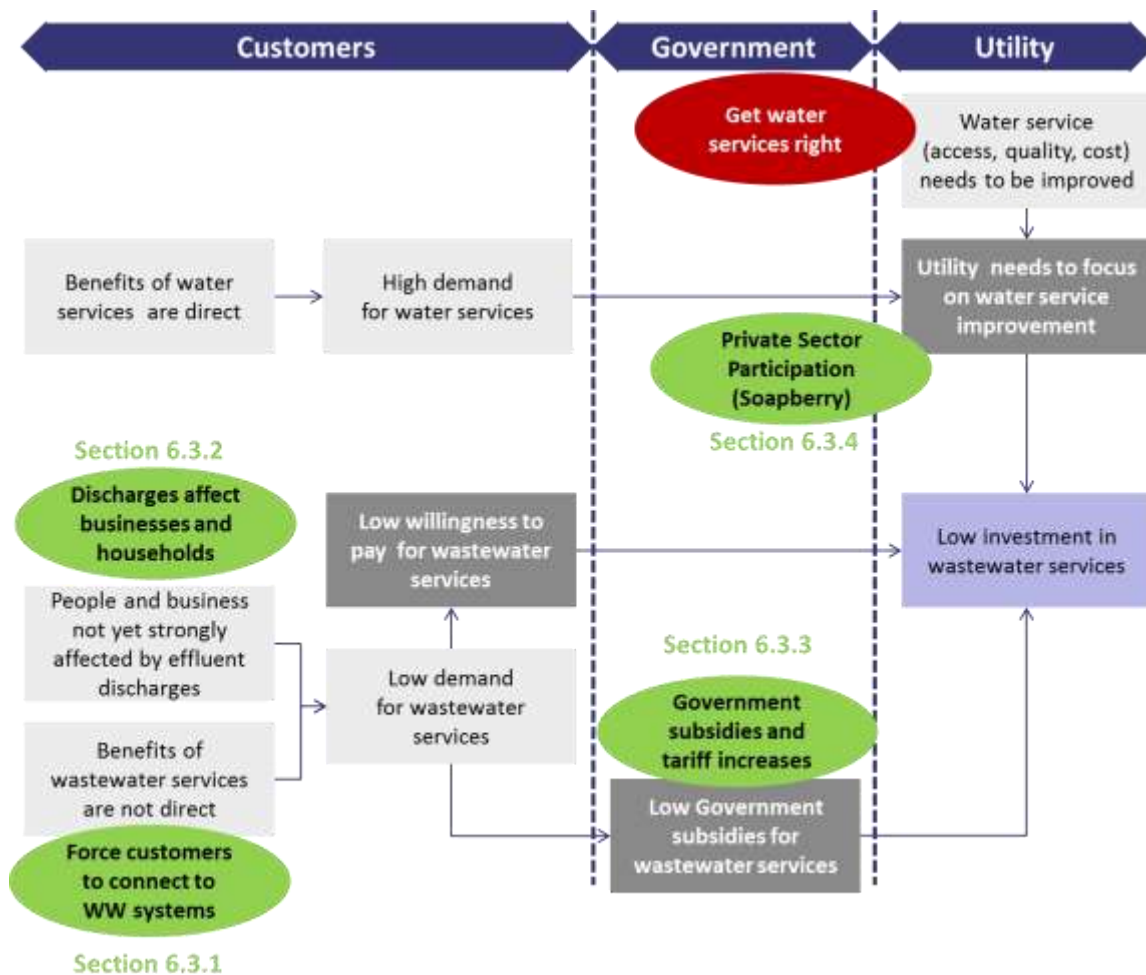 Customers
Government
Utility
Get water
services right
Water service
(access, quality, cost)
needs to be improved
Benefits of water
services are direct
High demand
for water services
Utility needs to focus
on water service
improvement
Private Sector
Participation
(Soapberry)
Section 6.3.4
Section 6.3.2
Discharges affect
businesses and
households
Low willingness to
pay for wastewater
services
Low investment in
wastewater services
People and business
not yet strongly
affected by effluent
discharges
Low demand
for wastewater
services
Section 6.3.3
Government
subsidies and
tariff increases
Benefits of
wastewater services
are not direct
Low Government
subsidies for
wastewater services
Force customers
to connect to
WW systems
Section 6.3.1